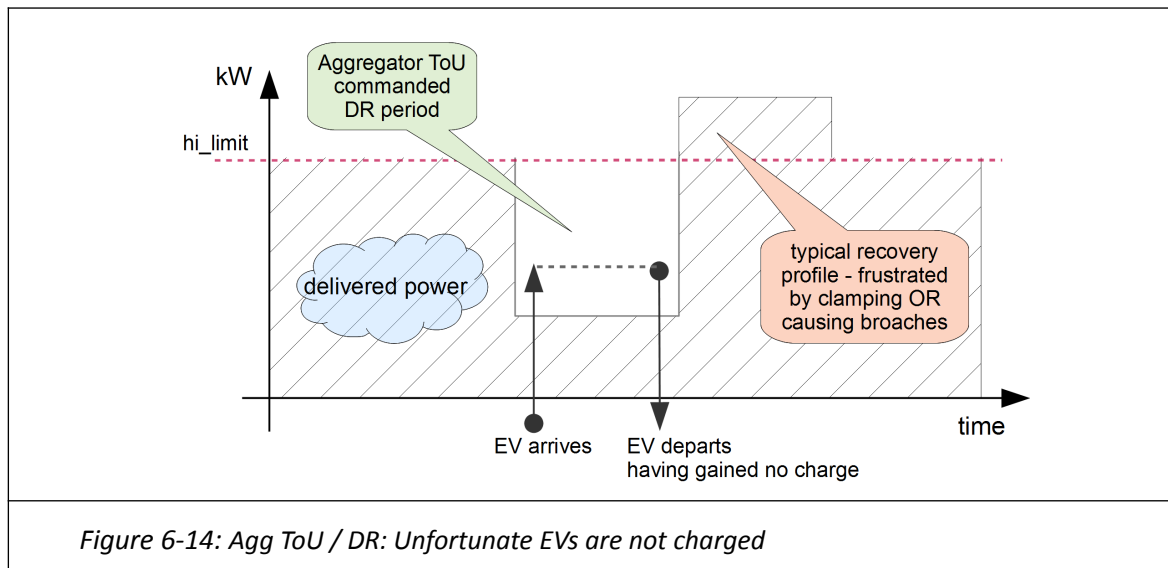 kW
Aggregator ToU
commanded
DR period
hi_limit
delivered power
typical recovery
profile - frustrated
by clamping OR
causing broaches
time
EV arrives
EV departs
having gained no charge
Figure 6-14: Agg ToU / DR: Unfortunate EVs are not charged